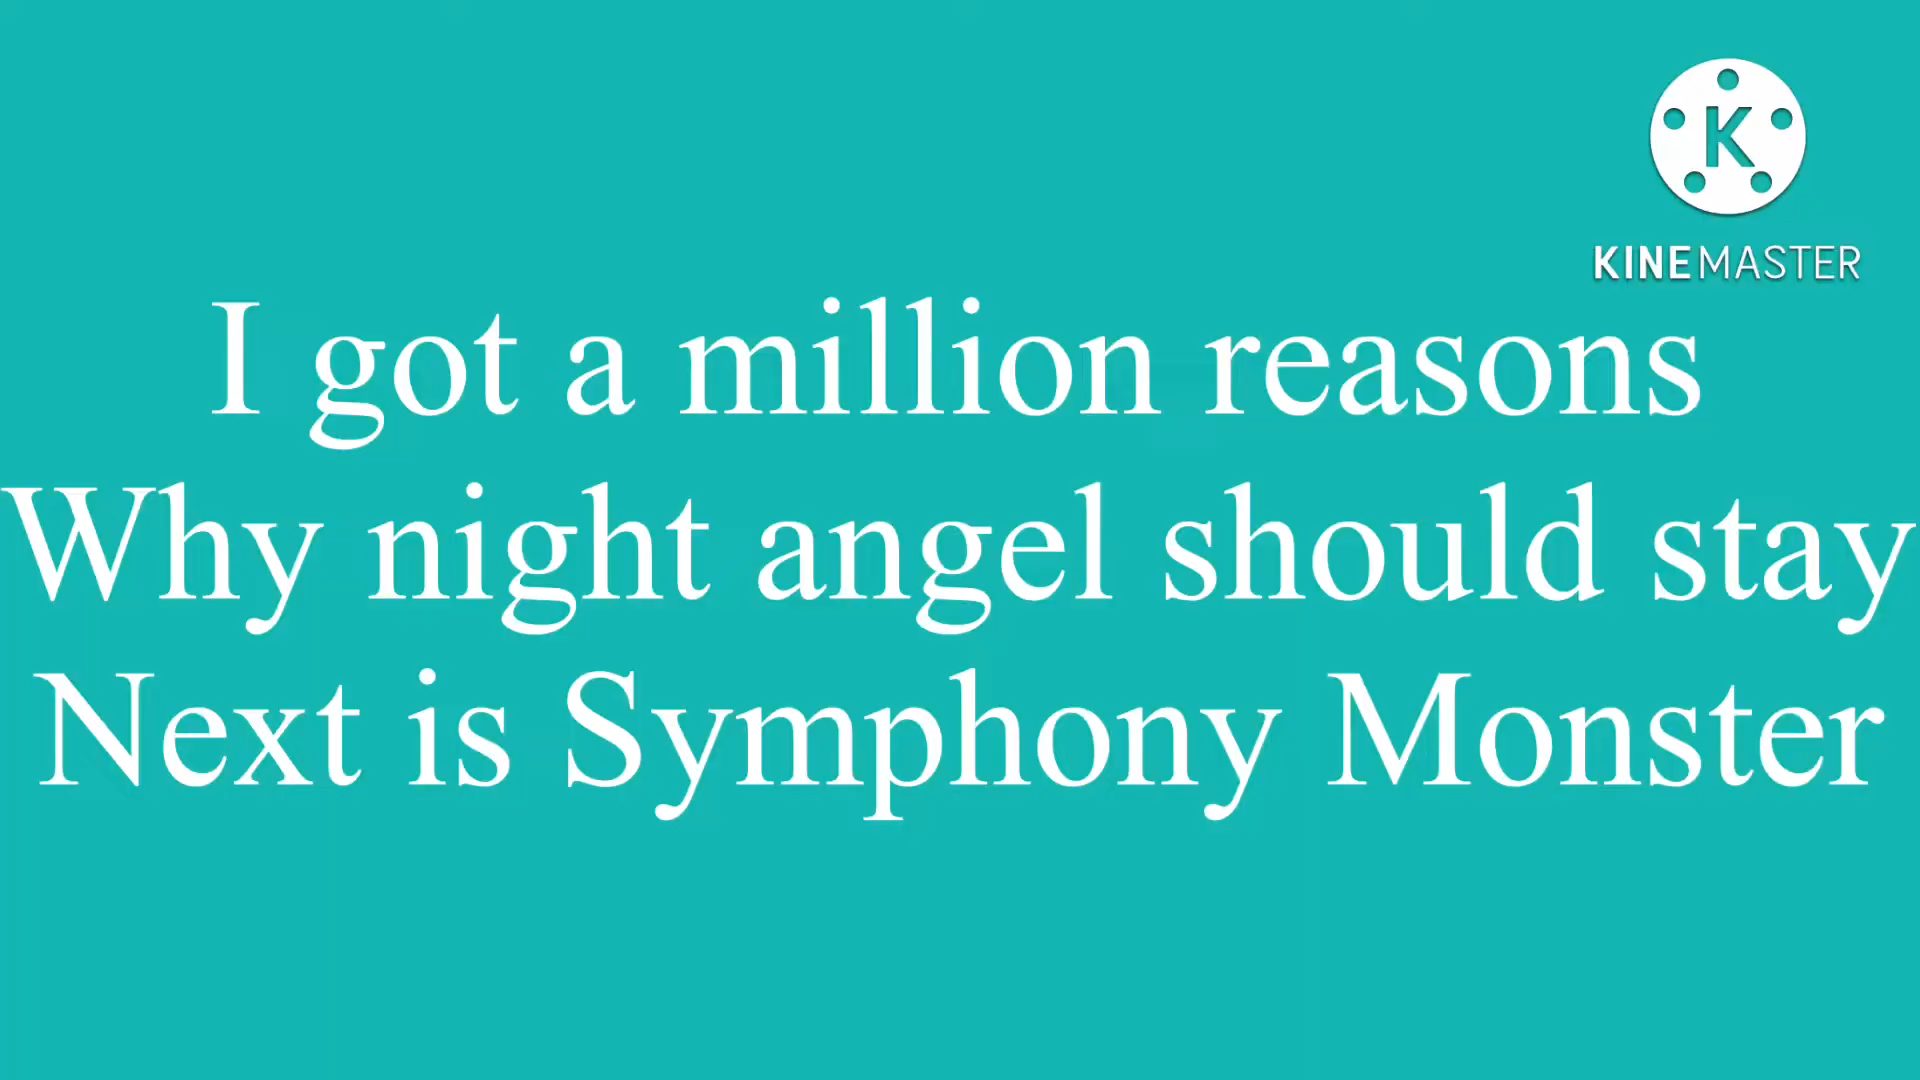 K
KINEMASTER
I got a million reasons
Why night angel should stay
Next is Symphony Monster